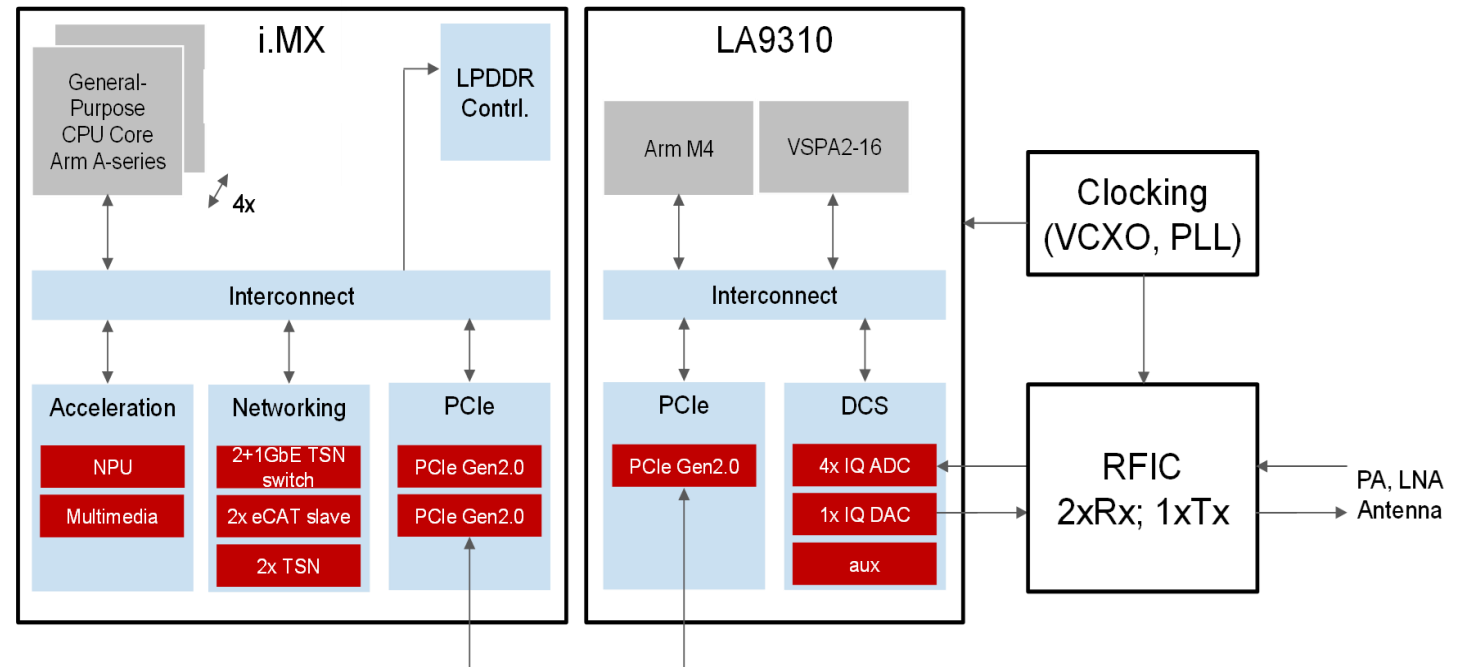 i.MX
General-
Purpose
CPU Core
Arm A-series
4x
LPDDR
Contrl.
Interconnect
Acceleration
NPU
Multimedia
Networking
2+1GbE TSN
switch
2x eCAT slave
2x TSN
PCIe
PCIe Gen2.0
PCIe Gen2.0
LA9310
Arm M4
VSPA2-16
Interconnect
PCIe
PCIe Gen2.0
DCS
4x IQ ADC
1x IQ DAC
aux
Clocking
(VCXO, PLL)
RFIC
2xRx; 1xTx
PA, LNA
Antenna